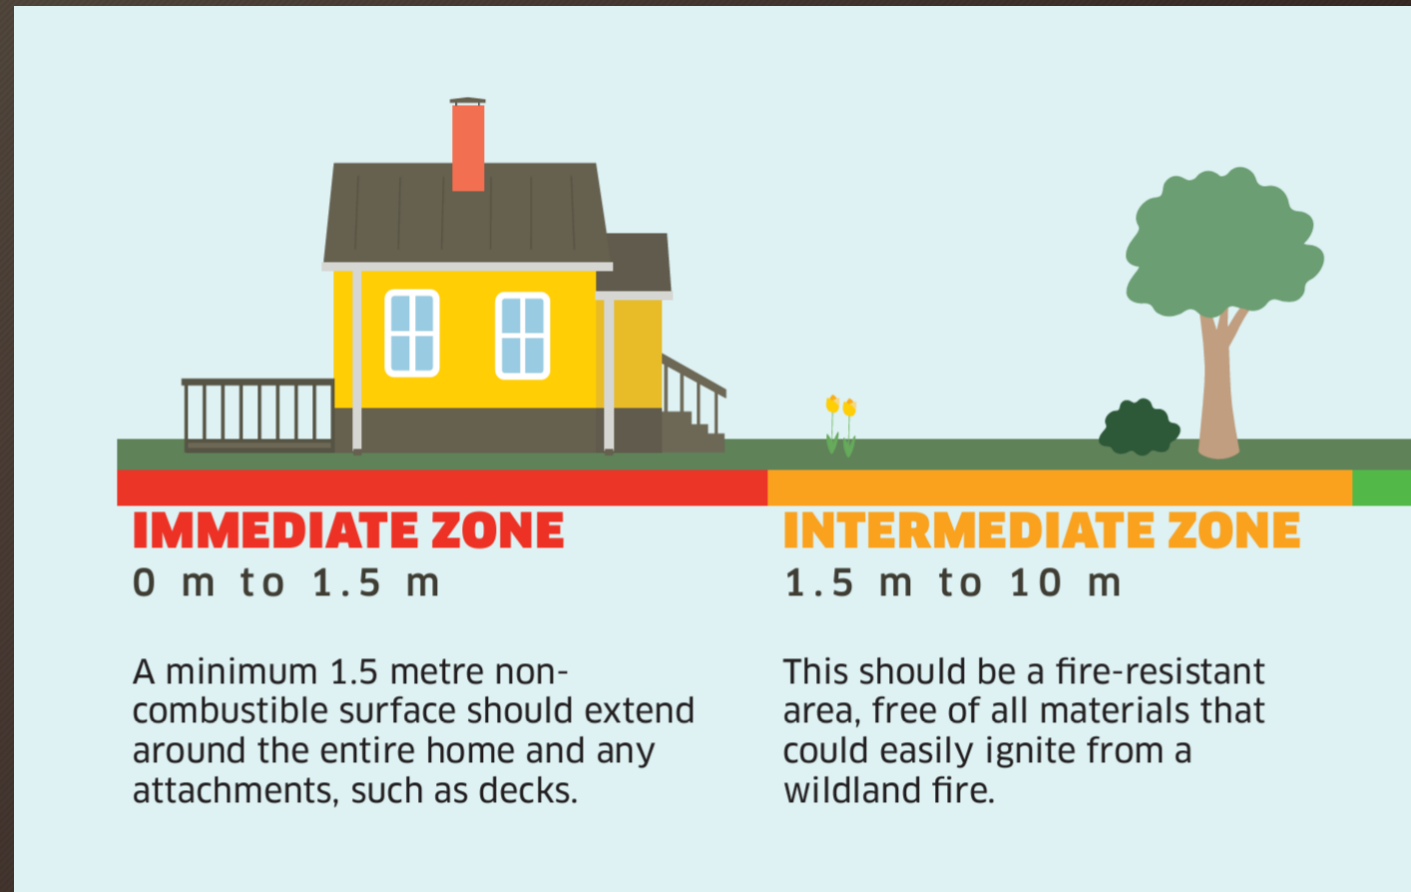 IMMEDIATE ZONE
0 m to 1.5 m
A minimum 1.5 metre non-
combustible surface should extend
around the entire home and any
attachments, such as decks.
INTERMEDIATE ZONE
1.5 m to 10 m
This should be a fire-resistant
area, free of all materials that
could easily ignite from a
wildland fire.